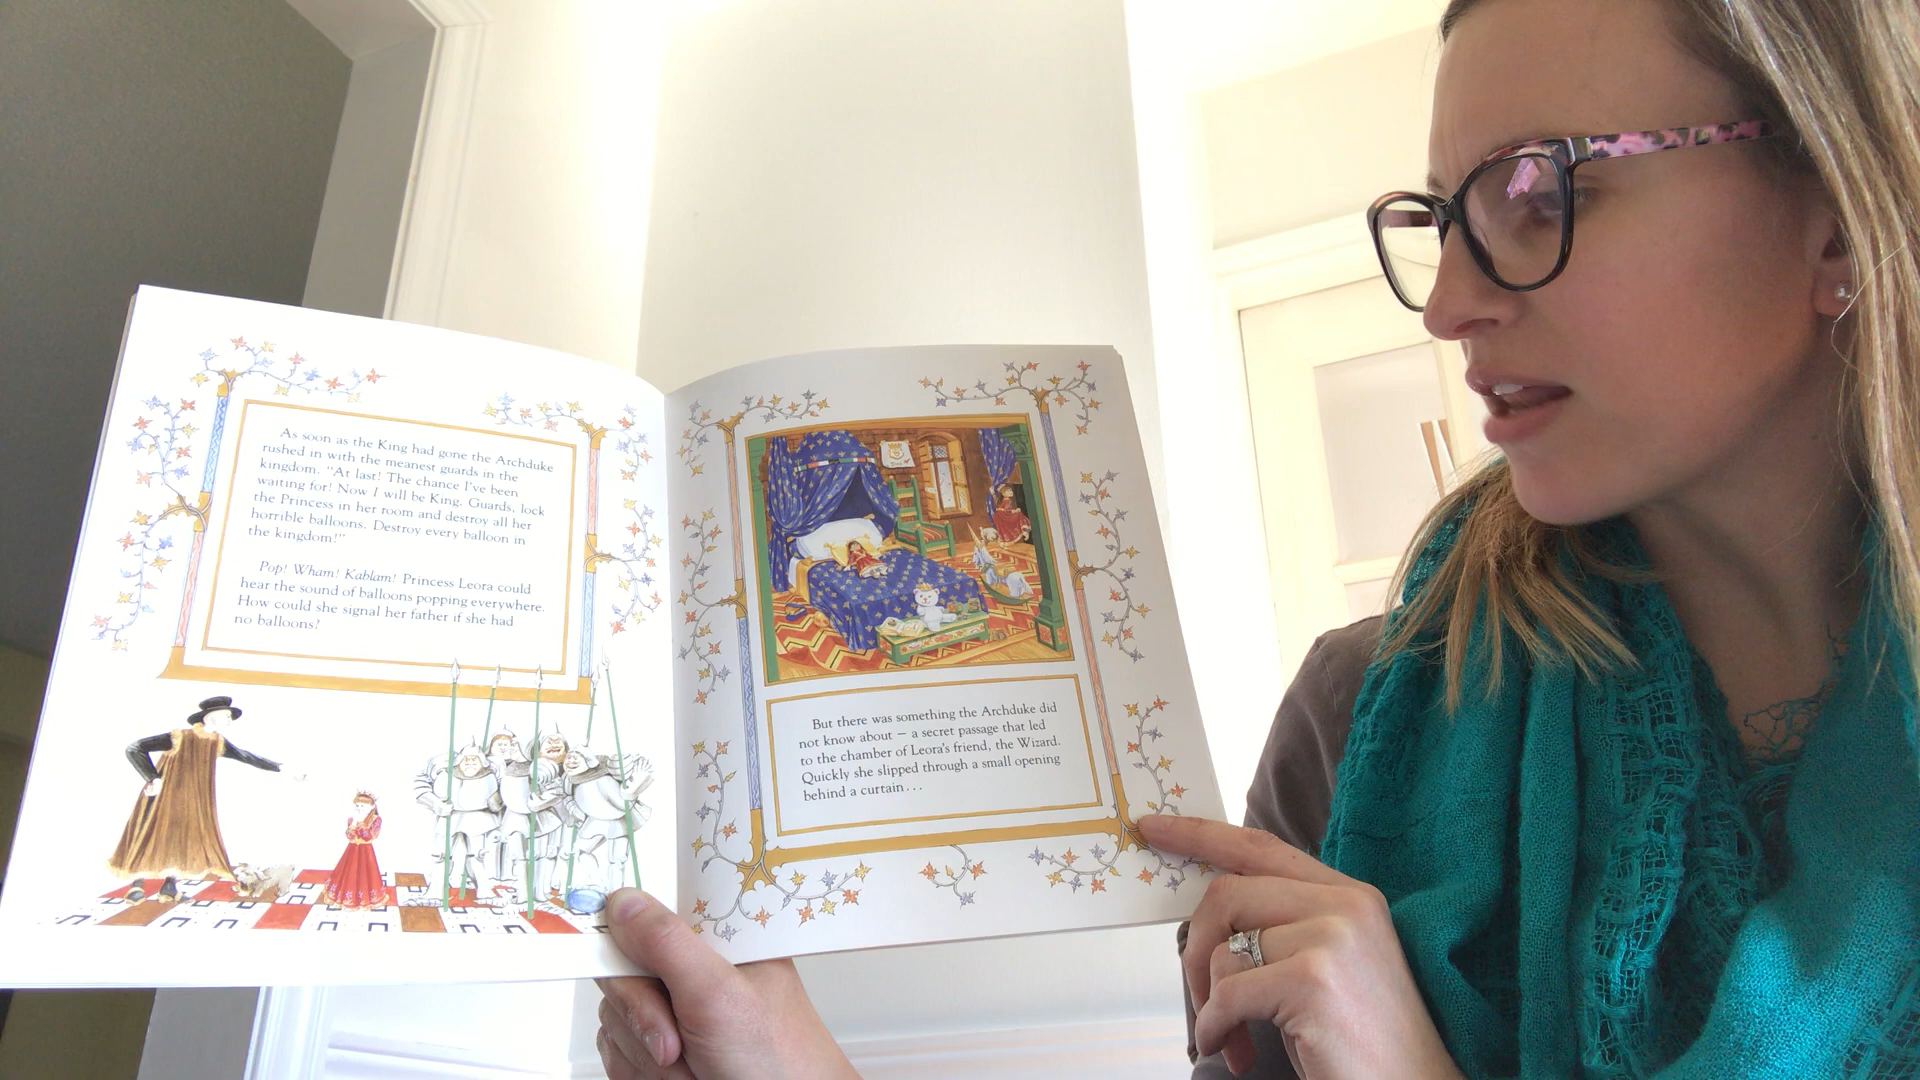 As soon as the King had gone the Archduke
rushed in with the meanest guards in the
kingdom. "At last! The chance I've been
waiting for! Now I will be King. Guards, lock
the Princess in her room and destroy all her
horrible balloons. Destroy every balloon in
the kingdom!"
Pop! Wham! Kablam! Princess Leora could
hear the sound of balloons popping everywhere.
How could she signal her father if she had
no balloons?
But there was something the Archduke did
not know about — a secret passage that led
to the chamber of Leora's friend, the Wizard.
Quickly she slipped through a small opening
behind a curtain...